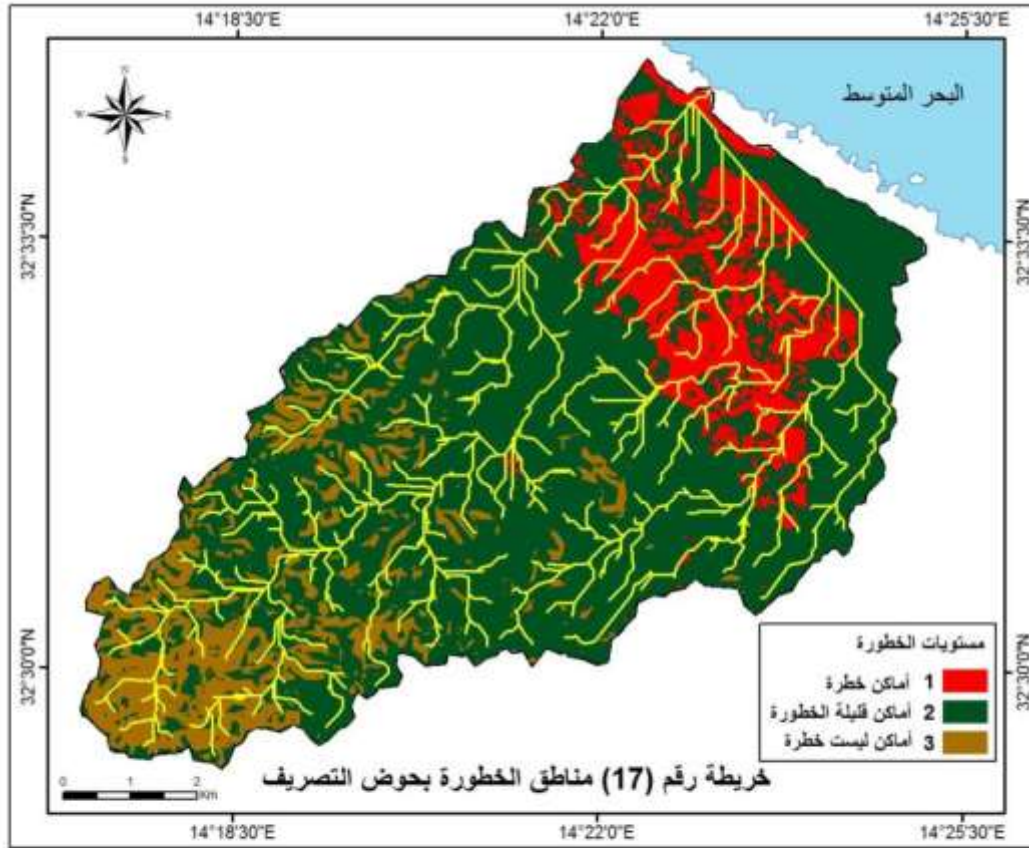 14°18'30"E 14°22'0"E 14°25'30"E
N
W E
S
البحر المتوسط
32°33'30"N 32°33'30"N
32°30'0"N 32°30'0"N
مستويات الخطورة
1 أماكن خطرة
2 أماكن قليلة الخطورة
3 أماكن ليست خطرة
خريطة رقم (17) مناطق الخطورة بحوض التصريف
0 1 2
Km
14°18'30"E 14°22'0"E 14°25'30"E